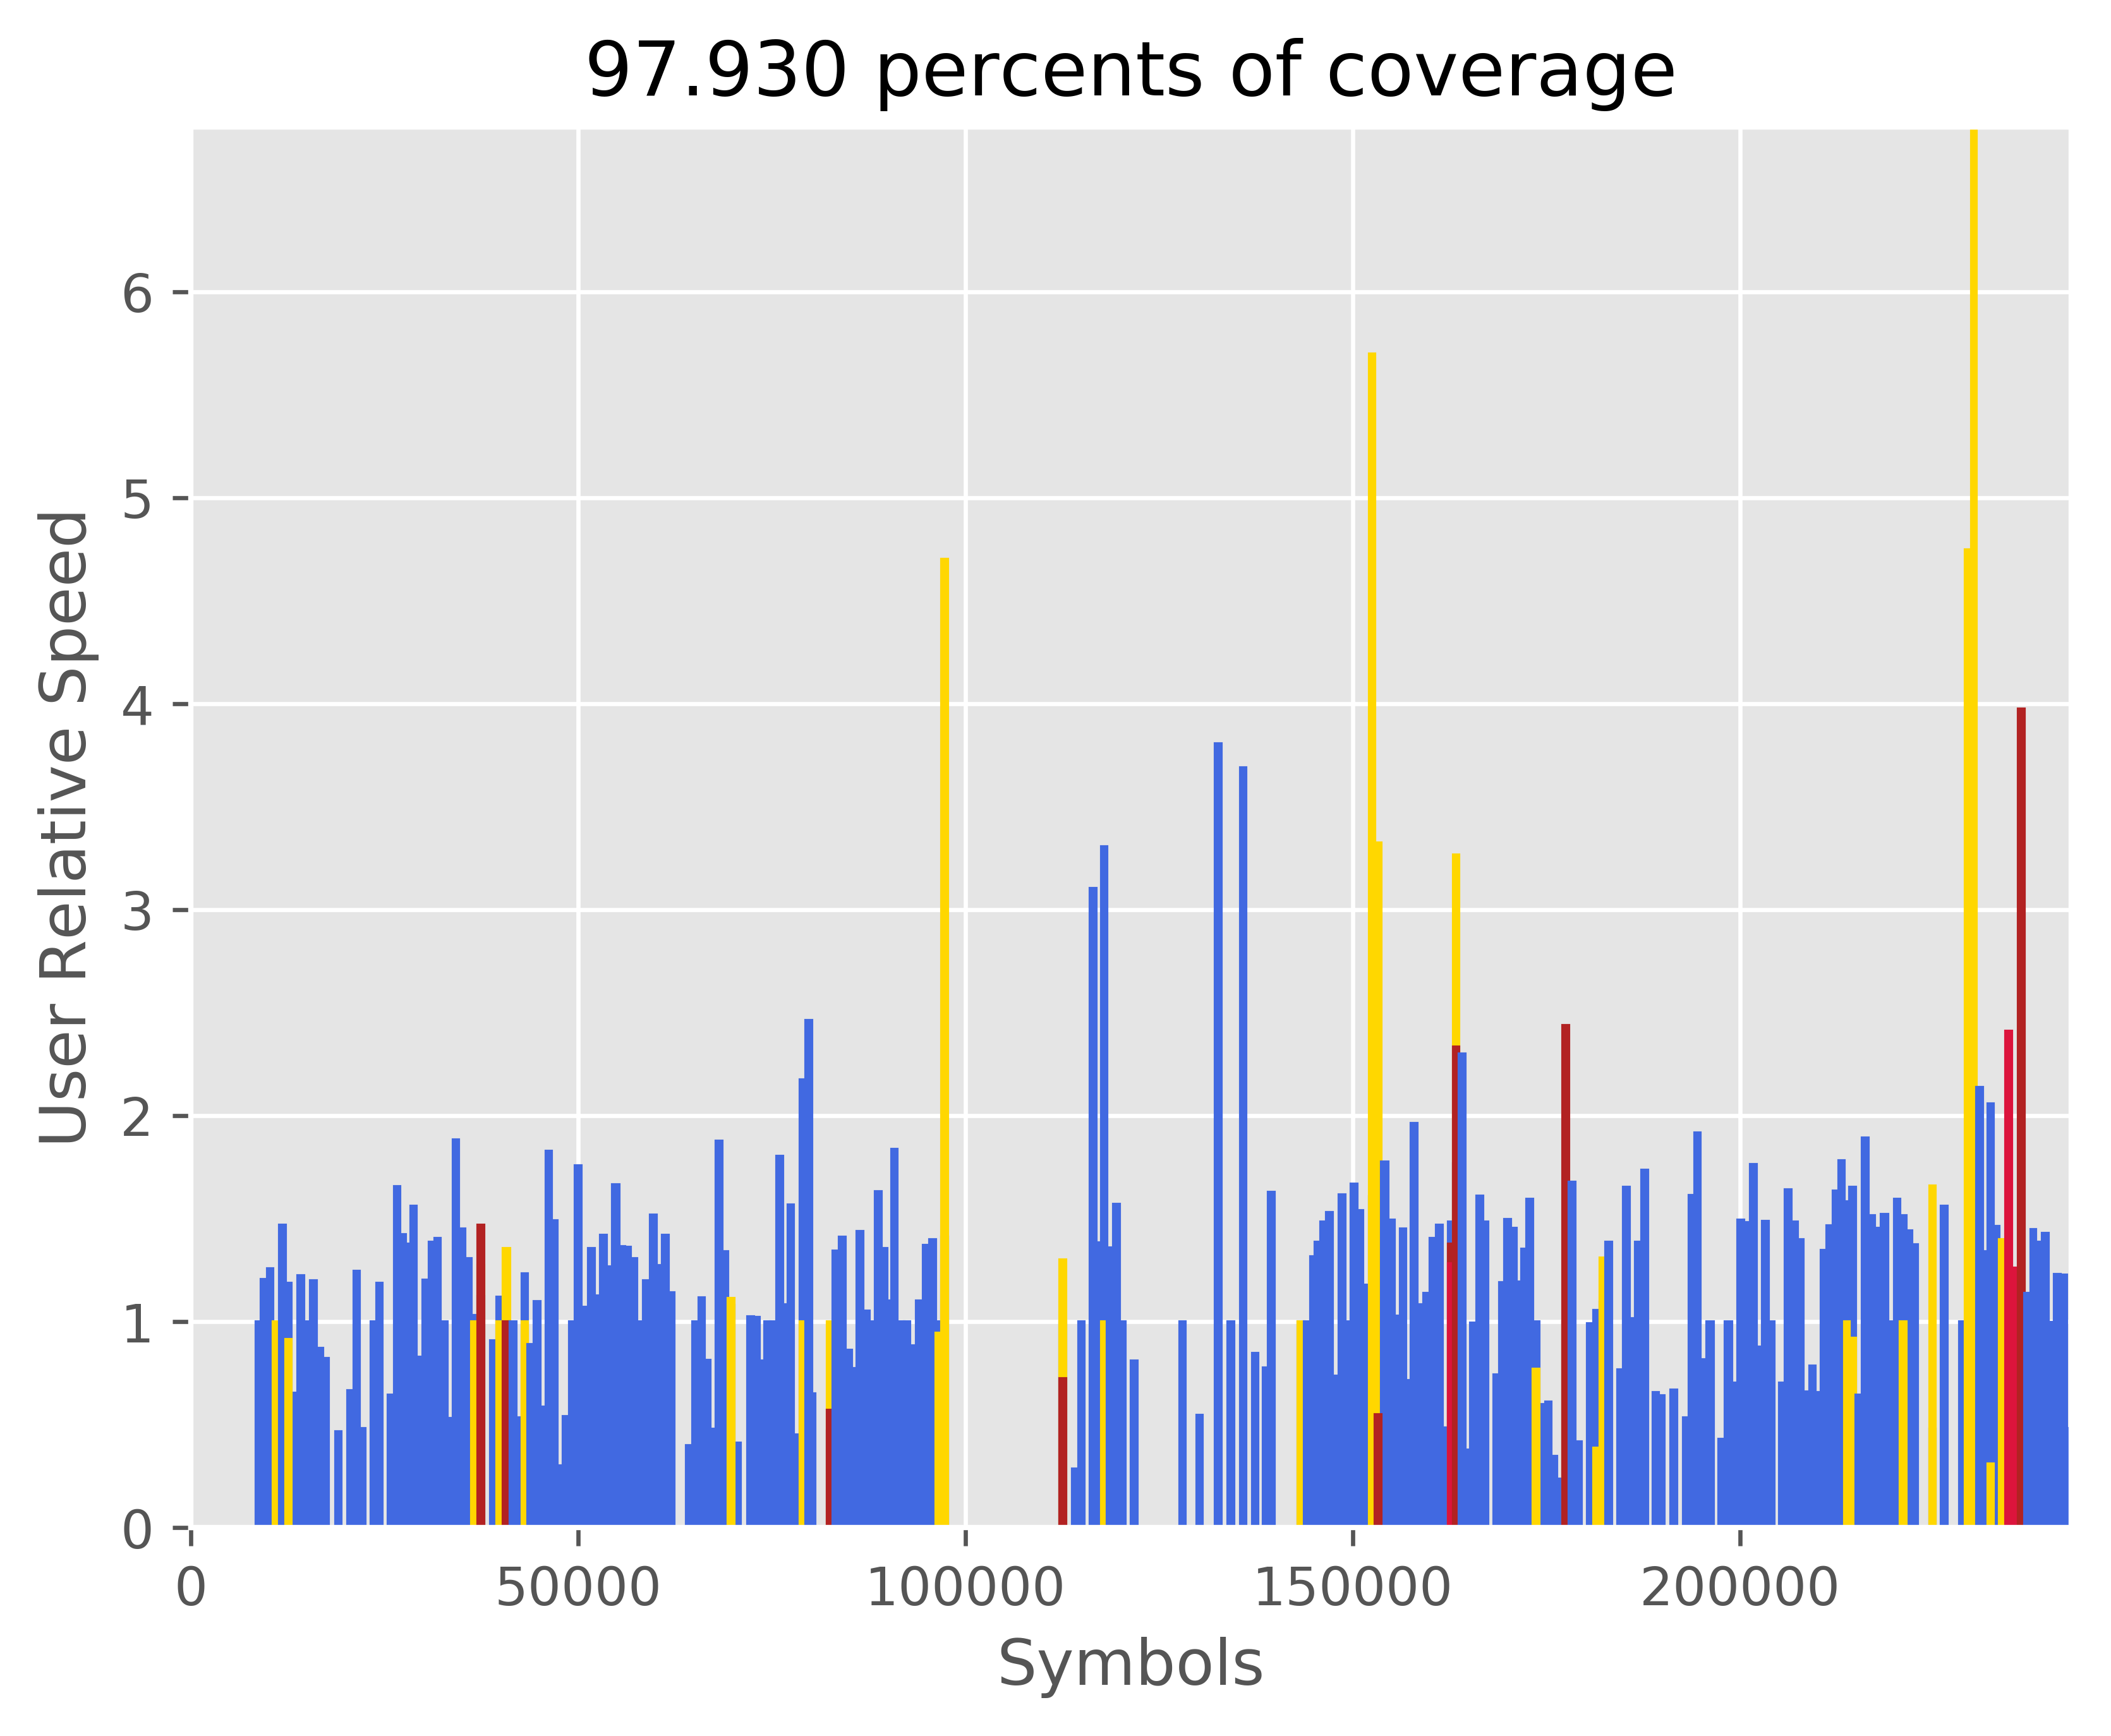 97.930 percents of coverage
User Relative Speed
6
5
4
3
2
1
0
0 50000 100000 150000 200000
Symbols